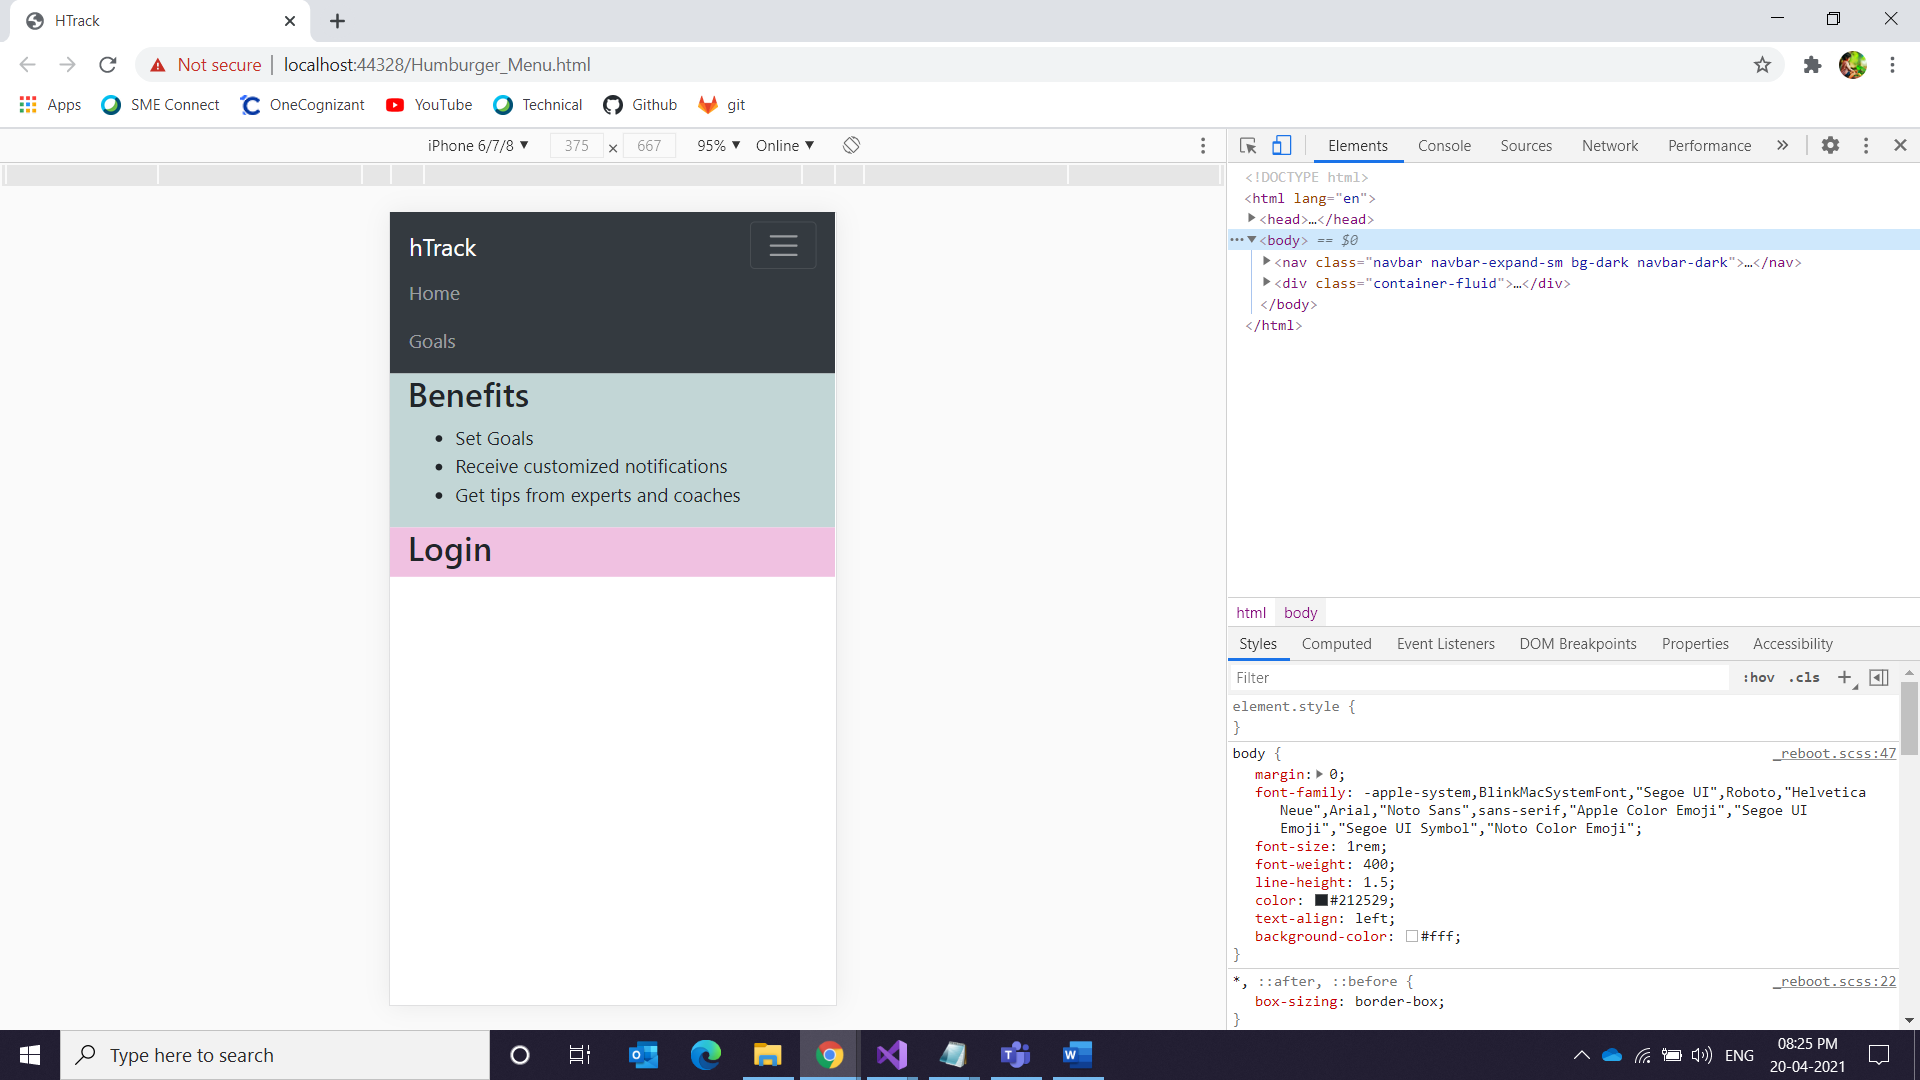 HTrack
Not secure | localhost:44328/Humburger_Menu.html
Apps SME Connect OneCognizant YouTube Technical Github git
iPhone 6/7/8 ▼ 375 × 667 95% ▼ Online ▼
Elements Console Sources Network Performance »
hTrack
Home
Goals
Benefits
• Set Goals
• Receive customized notifications
• Get tips from experts and coaches
Login
<!DOCTYPE html>
<html lang="en">
<head>…</head>
<body> == $0
<nav class="navbar navbar-expand-sm bg-dark navbar-dark">…</nav>
<div class="container-fluid">…</div>
</body>
</html>
html body
Styles Computed Event Listeners DOM Breakpoints Properties Accessibility
Filter :hov .cls +
element.style {
}
body { _reboot.scss:47
margin: 0;
font-family: -apple-system,BlinkMacSystemFont,"Segoe UI",Roboto,"Helvetica
Neue",Arial,"Noto Sans",sans-serif,"Apple Color Emoji","Segoe UI
Emoji","Segoe UI Symbol","Noto Color Emoji";
font-size: 1rem;
font-weight: 400;
line-height: 1.5;
color: #212529;
text-align: left;
background-color: #fff;
}
*, ::after, ::before { _reboot.scss:22
box-sizing: border-box;
}
Type here to search
ENG
08:25 PM
20-04-2021